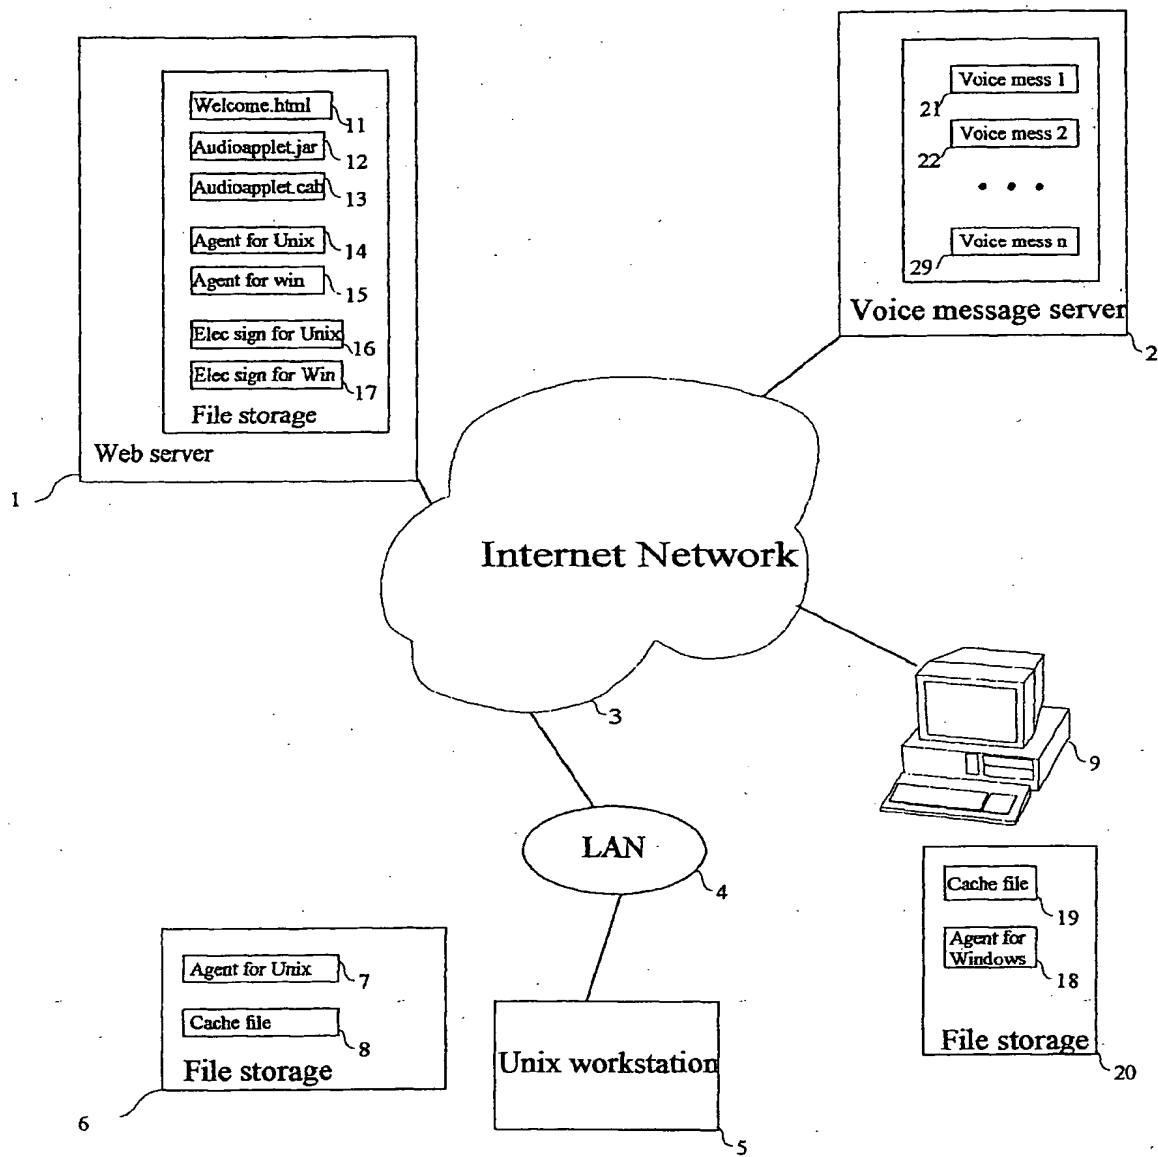 Welcome.html
11
Audioapplet.jar
12
Audioapplet.cab
13
Agent for Unix
14
Agent for win
15
Elec sign for Unix
16
Elec sign for Win
17
File storage
Web server
1
Voice mess 1
21
Voice mess 2
22
• • •
Voice mess n
29
Voice message server
2
Internet Network
3
9
LAN
4
Cache file
19
Agent for
Windows
18
File storage
20
Agent for Unix
7
Cache file
8
File storage
6
Unix workstation
5